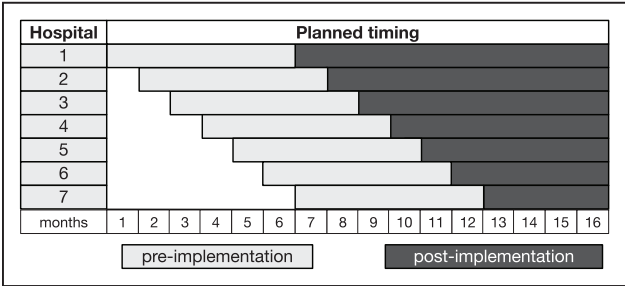 Hospital Planned timing
1
2
3
4
5
6
7
months 1 2 3 4 5 6 7 8 9 10 11 12 13 14 15 16
pre-implementation post-implementation